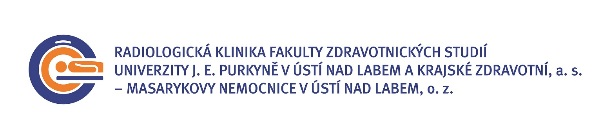 RADIOLOGICKÁ KLINIKA FAKULTY ZDRAVOTNICKÝCH STUDIÍ
UNIVERZITY J. E. PURKYNĚ V ÚSTÍ NAD LABEM A KRAJSKÉ ZDRAVOTNÍ, a. s.
– MASARYKOVY NEMOCNICE V ÚSTÍ NAD LABEM, o. z.